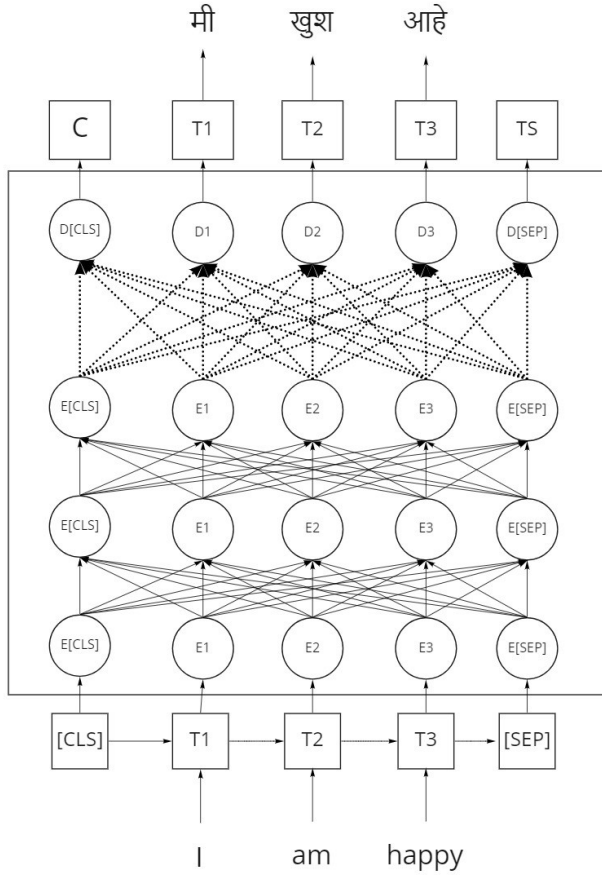 मी खुश आहे
C T1 T2 T3 TS
D[CLS] D1 D2 D3 D[SEP]
E[CLS] E1 E2 E3 E[SEP]
E[CLS] E1 E2 E3 E[SEP]
E[CLS] E1 E2 E3 E[SEP]
[CLS] T1 T2 T3 [SEP]
I am happy